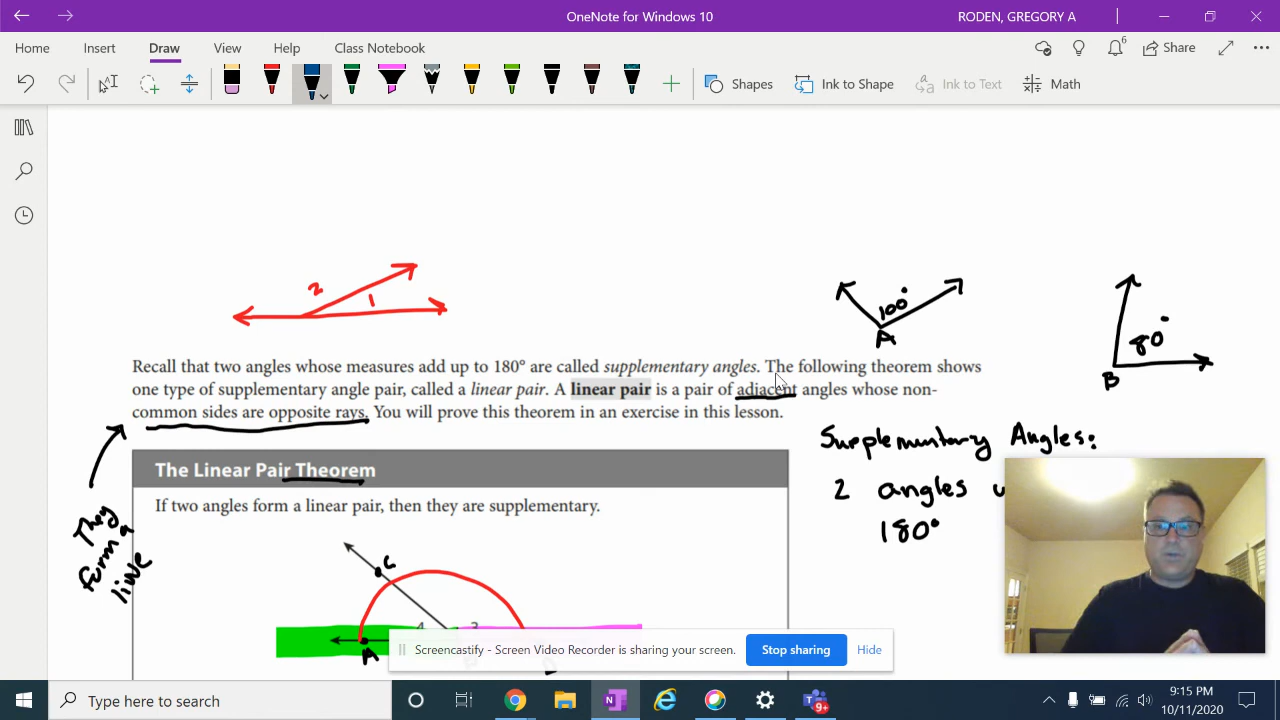 OneNote for Windows 10
RODEN, GREGORY A
Home Insert Draw View Help Class Notebook
6
Share
Shapes Ink to Shape Ink to Text Math
2
1
100°
A
80°
B
Recall that two angles whose measures add up to 180° are called supplementary angles. The following theorem shows
one type of supplementary angle pair, called a linear pair. A linear pair is a pair of adjacent angles whose non-
common sides are opposite rays. You will prove this theorem in an exercise in this lesson.
They
form a
line
Supplementary Angles:
2 angles
180°
The Linear Pair Theorem
If two angles form a linear pair, then they are supplementary.
C
4 3
A
Screencastify - Screen Video Recorder is sharing your screen.
Stop sharing
Hide
Type here to search
9+
9:15 PM
10/11/2020